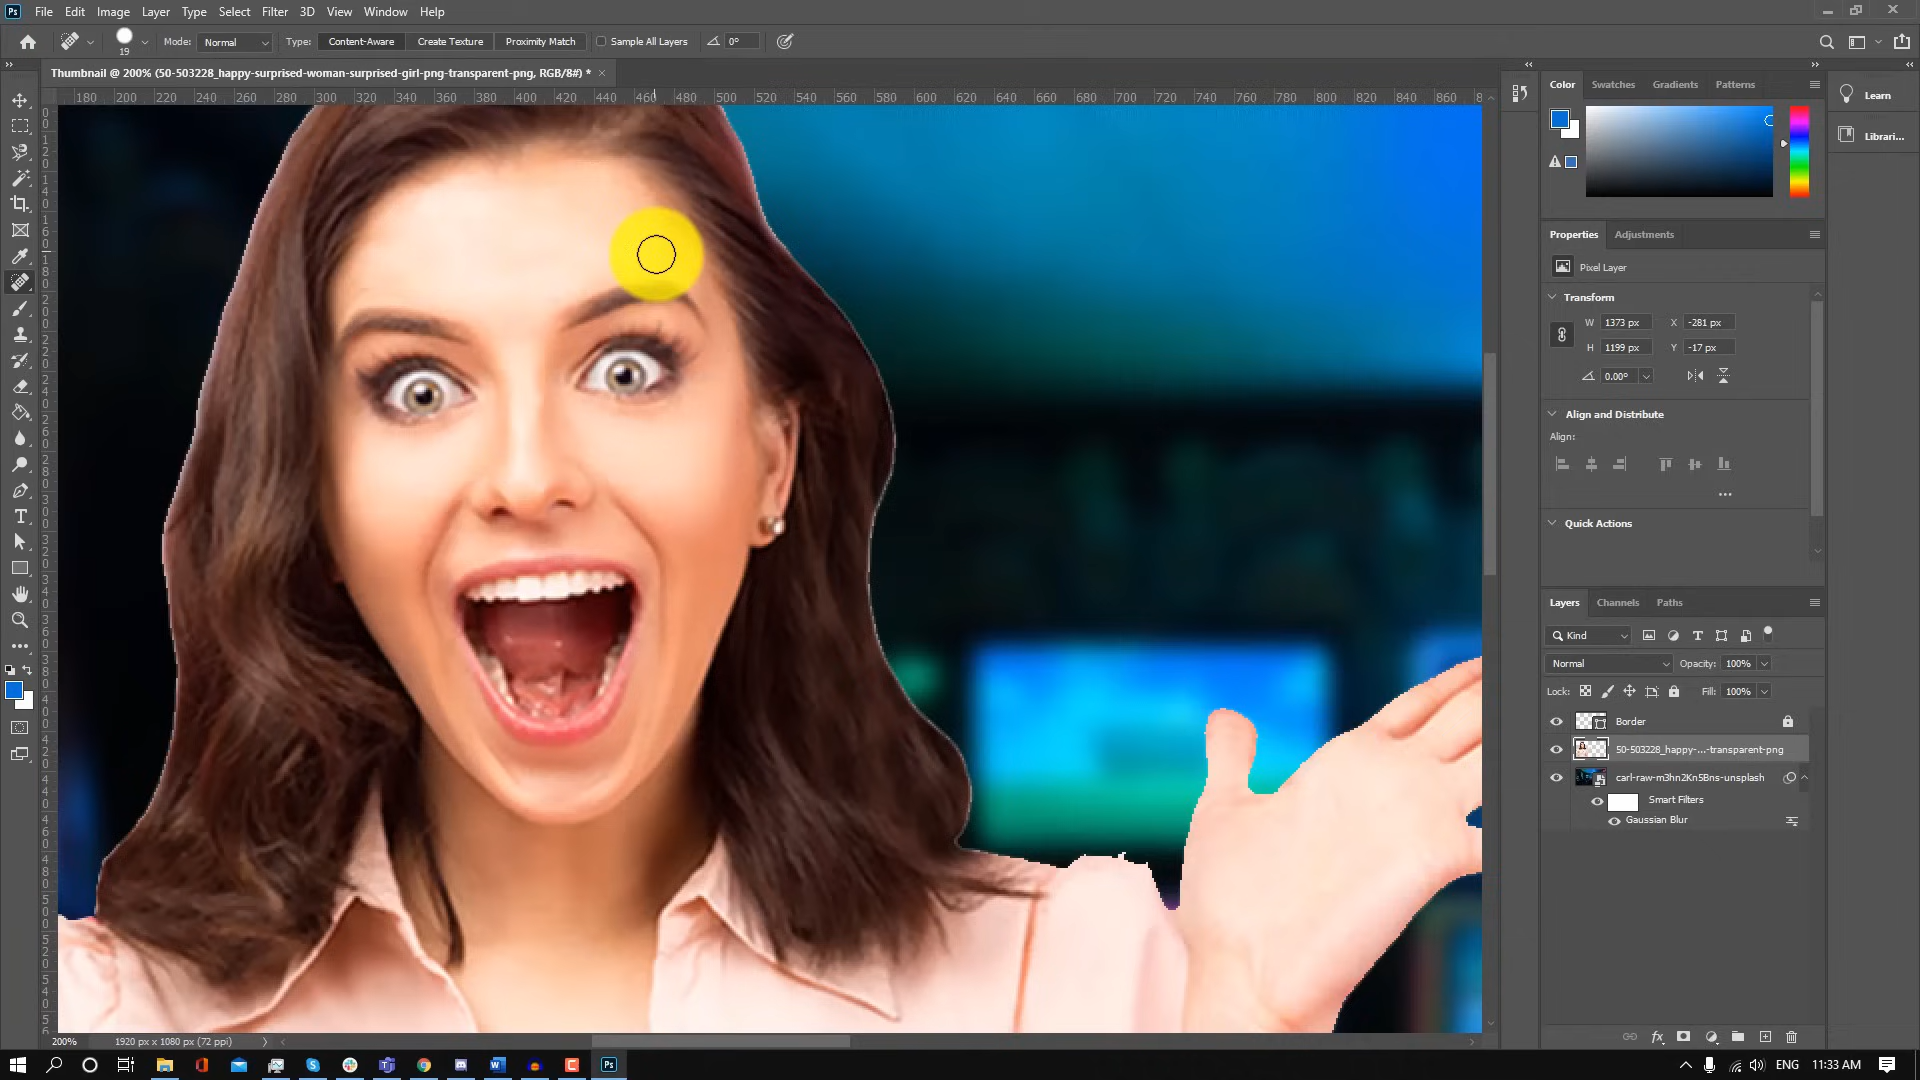 Ps File Edit Image Layer Type Select Filter 3D View Window Help
19 Mode: Normal Type: Content-Aware Create Texture Proximity Match Sample All Layers 0°
Thumbnail @ 200% (50-503228_happy-surprised-woman-surprised-girl-png-transparent-png, RGB/8#) * ×
180 200 220 240 260 280 300 320 340 360 380 400 420 440 460 480 500 520 540 560 580 600 620 640 660 680 700 720 740 760 780 800 820 840 860 8
Color Swatches Gradients Patterns
Learn
Librari...
Properties Adjustments
Pixel Layer
Transform
W 1373 px X -281 px
H 1199 px Y -17 px
0.00°
Align and Distribute
Align:
...
Quick Actions
Layers Channels Paths
Kind
Normal Opacity: 100%
Lock: Fill: 100%
Border
50-503228_happy-...-transparent-png
carl-raw-m3hn2Kn5Bns-unsplash
Smart Filters
Gaussian Blur
200% 1920 px x 1080 px (72 ppi)
fx
ENG 11:33 AM